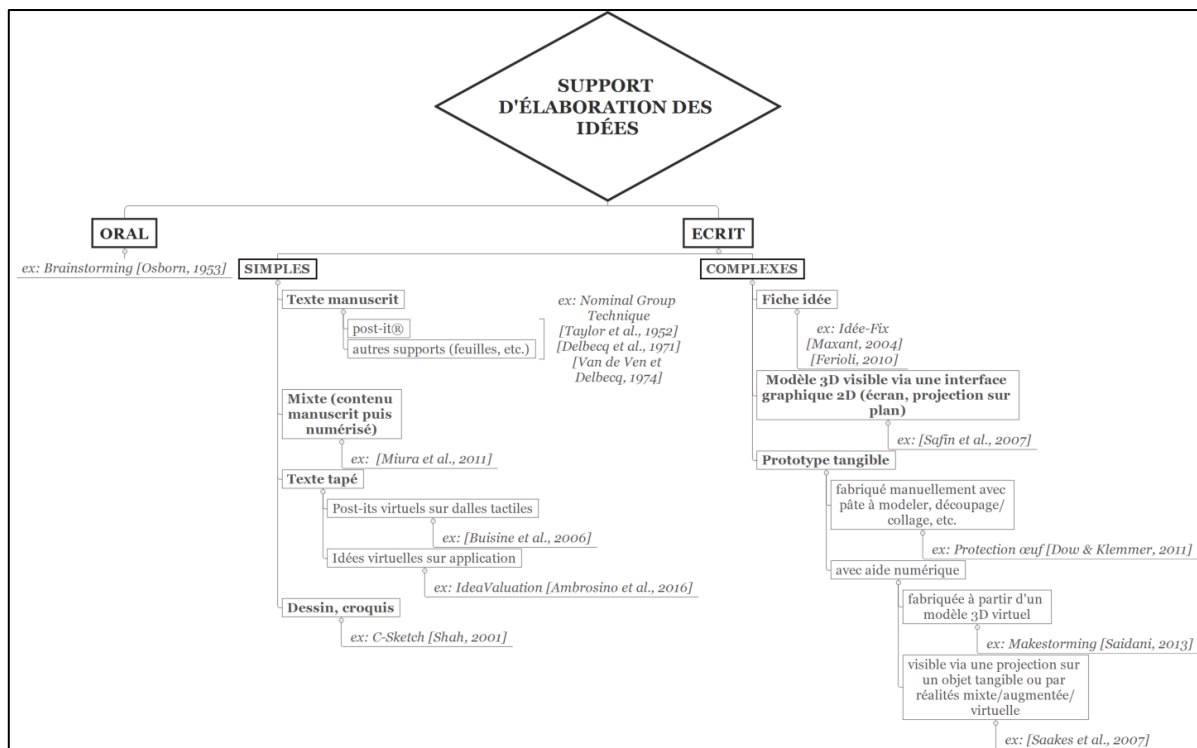 SUPPORT
D'ÉLABORATION DES
IDÉES
ORAL
ex: Brainstorming [Osborn, 1953]
ECRIT
SIMPLES
Texte manuscrit
post-it®
autres supports (feuilles, etc.)
ex: Nominal Group
Technique
[Taylor et al., 1952]
[Delbecq et al., 1971]
[Van de Ven et
Delbecq, 1974]
Mixte (contenu
manuscrit puis
numérisé)
ex: [Miura et al., 2011]
Texte tapé
Post-its virtuels sur dalles tactiles
ex: [Buisine et al., 2006]
Idées virtuelles sur application
ex: IdeaValuation [Ambrosino et al., 2016]
Dessin, croquis
ex: C-Sketch [Shah, 2001]
COMPLEXES
Fiche idée
ex: Idée-Fix
[Maxant, 2004]
[Ferioli, 2010]
Modèle 3D visible via une interface
graphique 2D (écran, projection sur
plan)
ex: [Safin et al., 2007]
Prototype tangible
fabriqué manuellement avec
pâte à modeler, découpage/
collage, etc.
ex: Protection œuf [Dow & Klemmer, 2011]
avec aide numérique
fabriquée à partir d'un
modèle 3D virtuel
ex: Makestorming [Saidani, 2013]
visible via une projection sur
un objet tangible ou par
réalités mixte/augmentée/
virtuelle
ex: [Saakes et al., 2007]